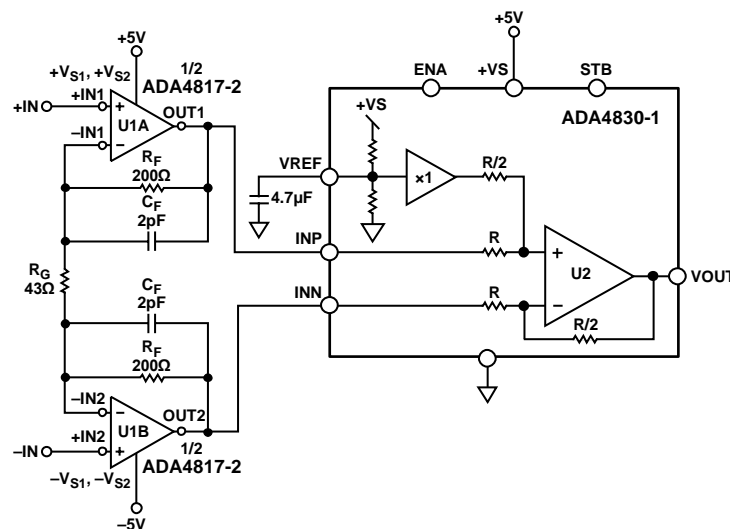 +5V
+VS1, +VS2
1/2
ADA4817-2
+IN
+IN1
OUT1
U1A
–IN1
RF
200Ω
CF
2pF
RG
43Ω
CF
2pF
RF
200Ω
–IN2
OUT2
U1B
+IN2
–IN
1/2
ADA4817-2
–VS1, –VS2
–5V
+5V
ENA
+VS
STB
ADA4830-1
+VS
VREF
4.7µF
×1
R/2
INP
R
+
U2
VOUT
INN
R
–
R/2
+
–
–
+